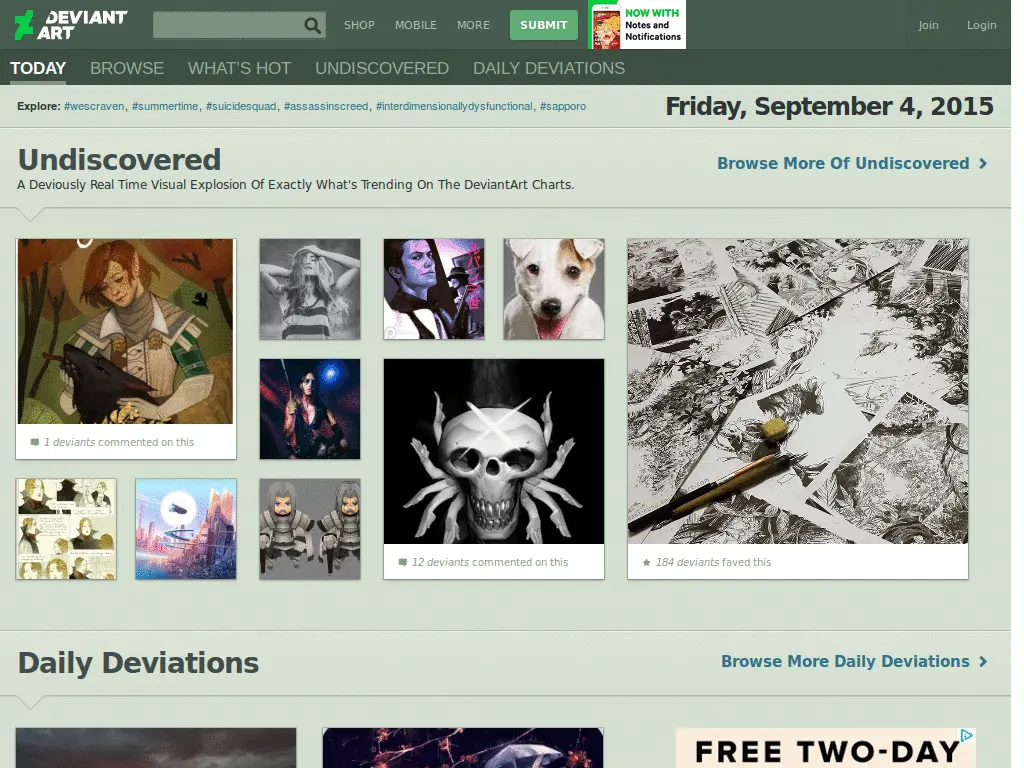 DEVIANT ART
SHOP MOBILE MORE SUBMIT
NOW WITH
Notes and
Notifications
Join Login
TODAY BROWSE WHAT'S HOT UNDISCOVERED DAILY DEVIATIONS
Explore: #wescraven, #summertime, #suicidesquad, #assassinscreed, #interdimensionallydysfunctional, #sapporo
Friday, September 4, 2015
Undiscovered
Browse More Of Undiscovered
A Deviously Real Time Visual Explosion Of Exactly What's Trending On The DeviantArt Charts.
1 deviants commented on this
12 deviants commented on this
184 deviants faved this
Daily Deviations
Browse More Daily Deviations
FREE TWO-DAY